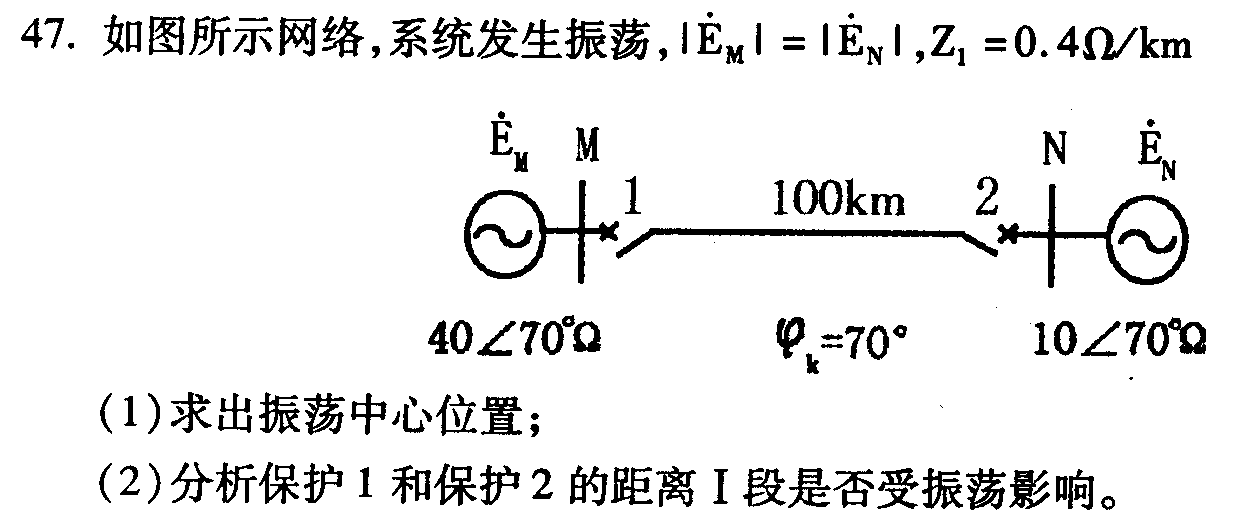 47. 如图所示网络,系统发生振荡,|Ė_M| = |Ė_N|,Z₁ =0.4Ω/km
Ė_M M N Ė_N
1 100km 2
40∠70°Ω φ_k=70° 10∠70°Ω
(1)求出振荡中心位置;
(2)分析保护1和保护2的距离Ⅰ段是否受振荡影响。